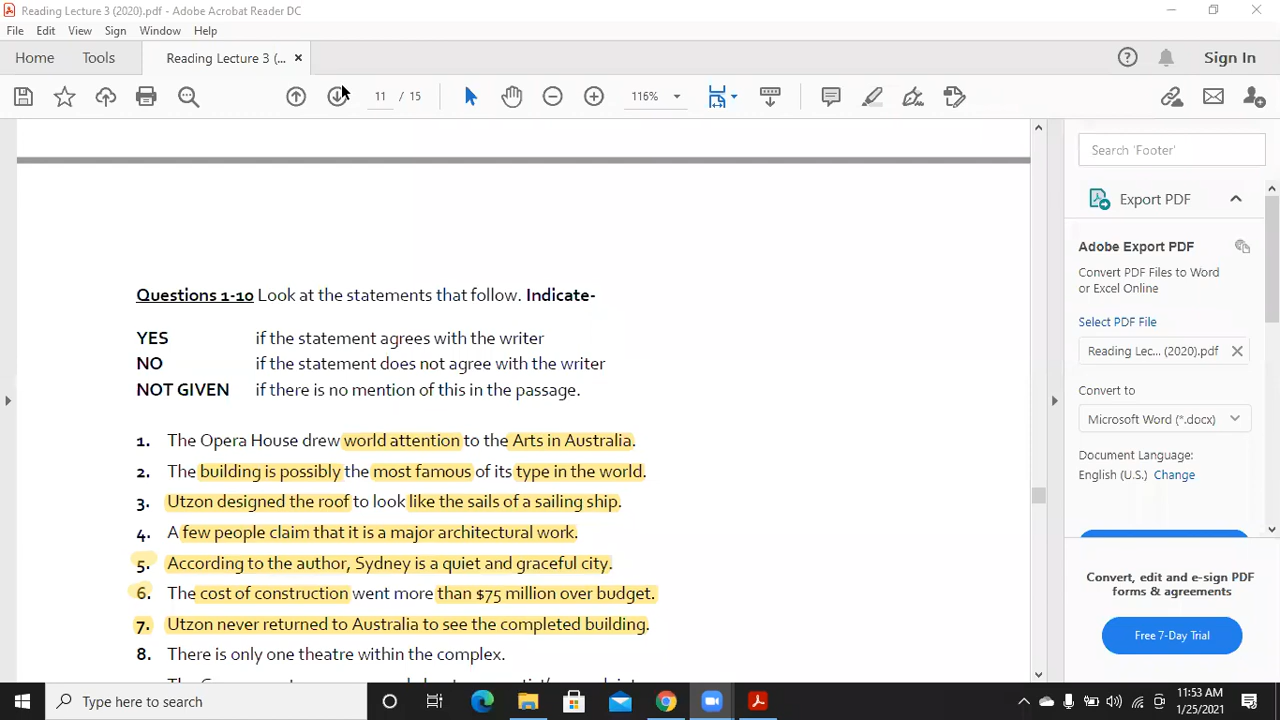 Reading Lecture 3 (2020).pdf - Adobe Acrobat Reader DC
File Edit View Sign Window Help
Home Tools Reading Lecture 3 (... × Sign In
11 / 15 116%
Search 'Footer'
Export PDF
Adobe Export PDF
Convert PDF Files to Word
or Excel Online
Select PDF File
Reading Lec... (2020).pdf
Convert to
Microsoft Word (*.docx)
Document Language:
English (U.S.) Change
Convert, edit and e-sign PDF
forms & agreements
Free 7-Day Trial
Questions 1-10 Look at the statements that follow. Indicate-
YES if the statement agrees with the writer
NO if the statement does not agree with the writer
NOT GIVEN if there is no mention of this in the passage.
1. The Opera House drew world attention to the Arts in Australia.
2. The building is possibly the most famous of its type in the world.
3. Utzon designed the roof to look like the sails of a sailing ship.
4. A few people claim that it is a major architectural work.
5. According to the author, Sydney is a quiet and graceful city.
6. The cost of construction went more than $75 million over budget.
7. Utzon never returned to Australia to see the completed building.
8. There is only one theatre within the complex.
Type here to search
11:53 AM
1/25/2021